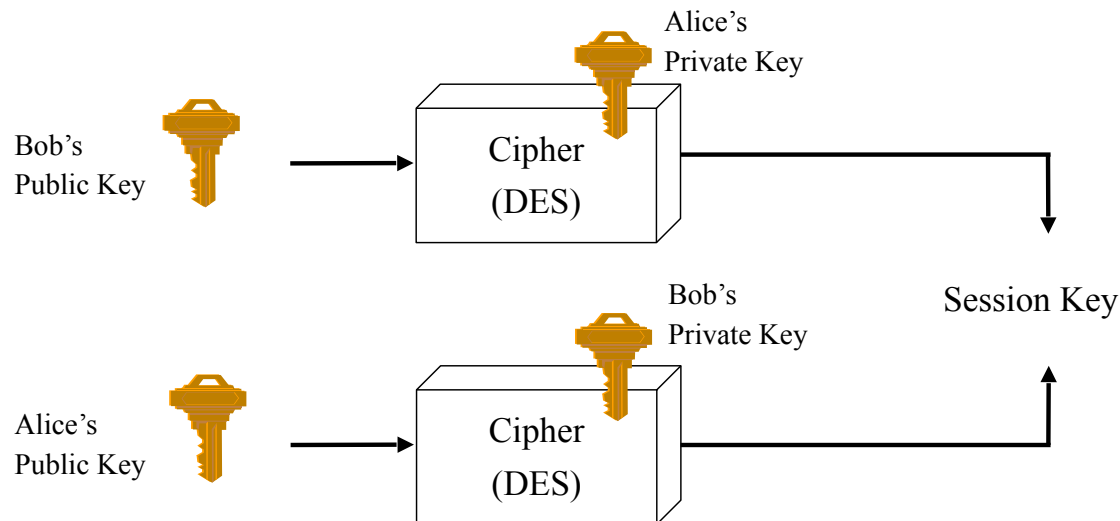 Alice’s
Private Key
Bob’s
Public Key
Cipher
(DES)
Session Key
Bob’s
Private Key
Alice’s
Public Key
Cipher
(DES)